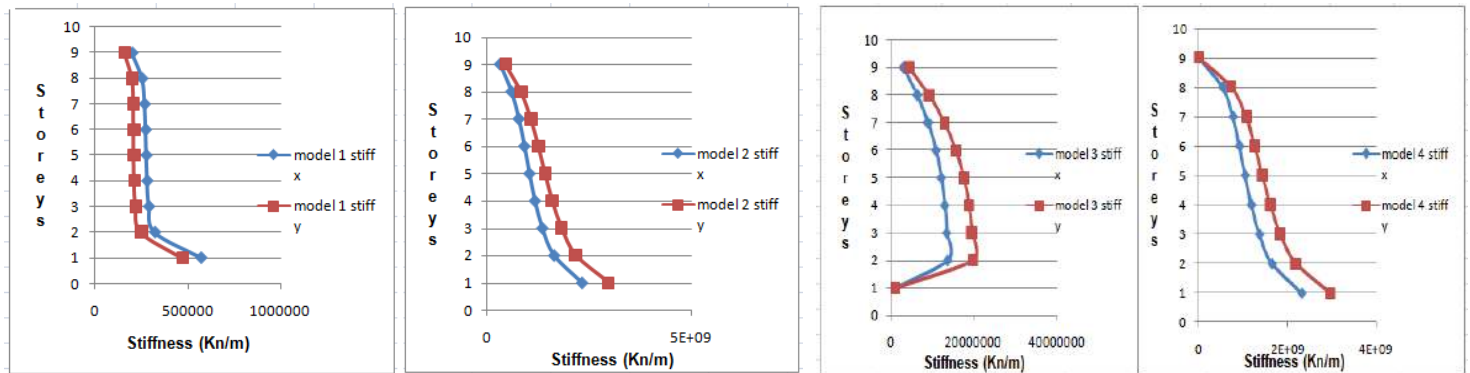 10
9
8
7
6
5
4
3
2
1
0
Storeys
0 500000 1000000
Stiffness (Kn/m)
model 1 stiff
x
model 1 stiff
y
10
9
8
7
6
5
4
3
2
1
0
Storeys
0 5E+09
Stiffness (Kn/m)
model 2 stiff
x
model 2 stiff
y
10
9
8
7
6
5
4
3
2
1
0
Storeys
0 20000000 40000000
Stiffness (Kn/m)
model 3 stiff
x
model 3 stiff
y
10
9
8
7
6
5
4
3
2
1
0
Storeys
0 2E+09 4E+09
Stiffness (Kn/m)
model 4 stiff
x
model 4 stiff
y